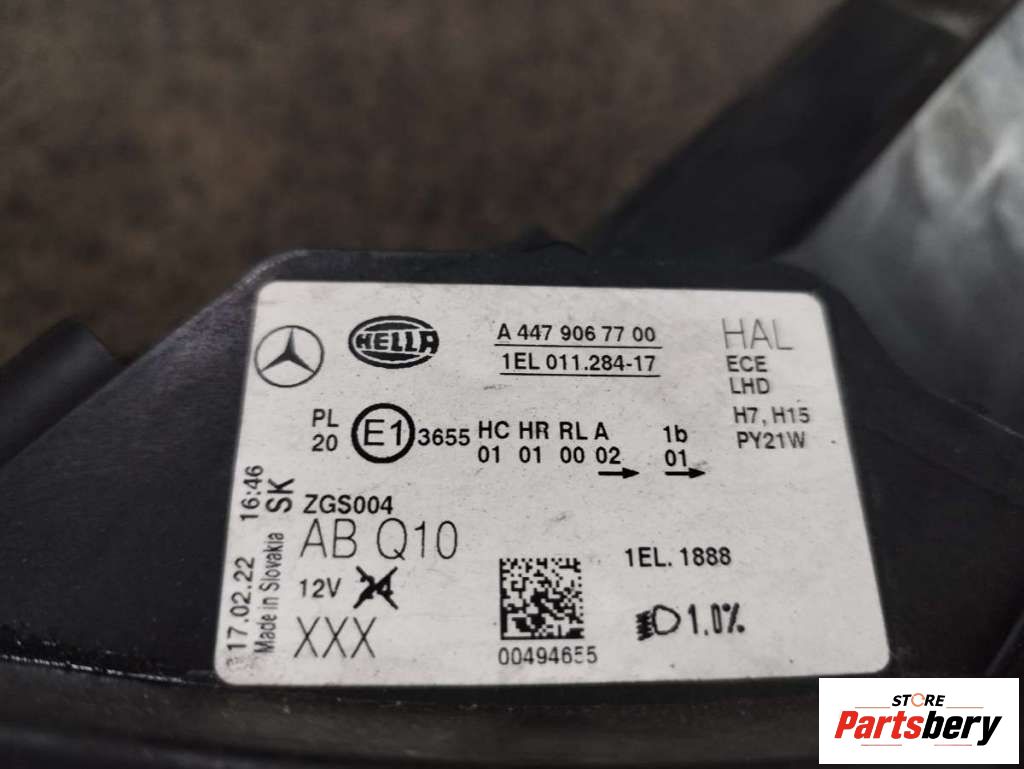 HELLA
A 447 906 77 00
1EL 011.284-17
HAL
ECE
LHD
H7, H15
PY21W
PL
20
E1
3655
HC HR RL A
01 01 00 02
1b
01
ZGS004
AB Q10
12V 24
XXX
17.02.22 16:46
Made in Slovakia SK
00494655
1EL. 1888
1.0%
STORE
Partsbery